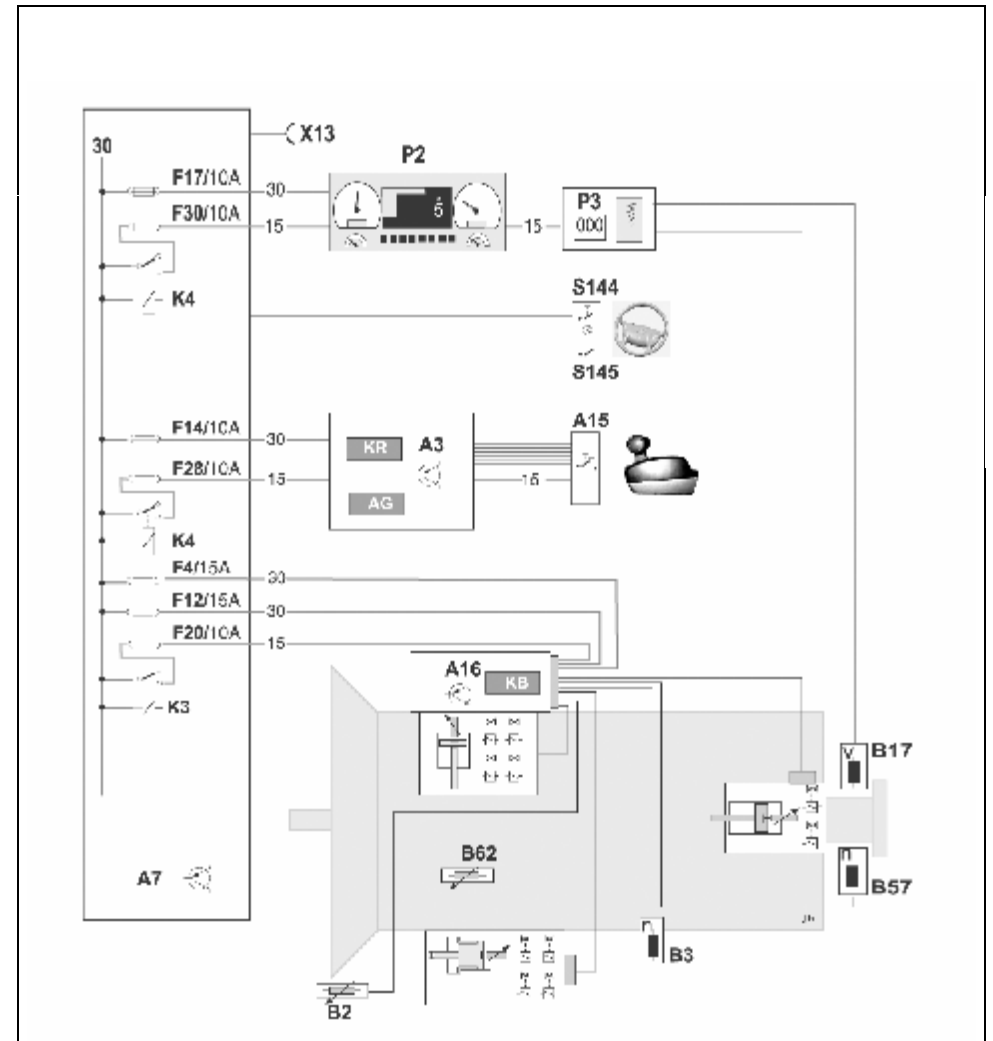 30
X13
P2
F17/10A
30
F30/10A
15
15
P3
000
K4
S144
S145
F14/10A
30
KR
A3
A15
F28/10A
15
15
AG
K4
F4/15A
30
F12/15A
30
F20/10A
15
A16
KB
K3
V
B17
B62
n
B57
A7
n
B3
B2